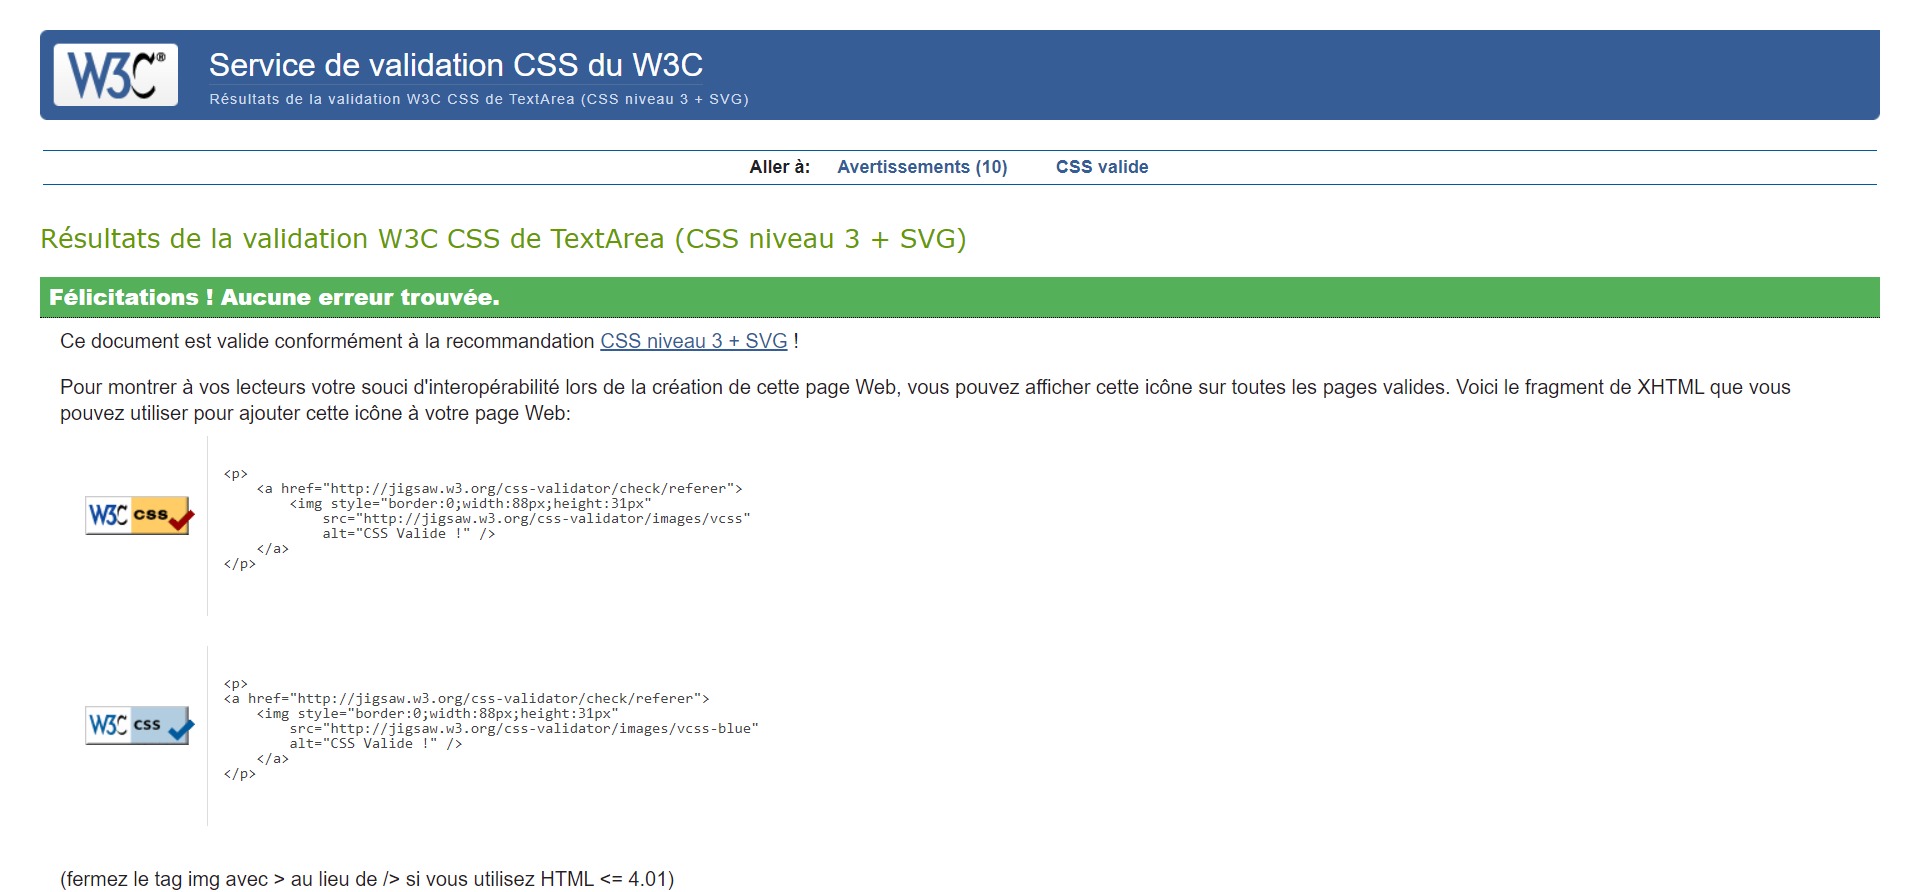 W3C®
Service de validation CSS du W3C
Résultats de la validation W3C CSS de TextArea (CSS niveau 3 + SVG)
Aller à: Avertissements (10) CSS valide
Résultats de la validation W3C CSS de TextArea (CSS niveau 3 + SVG)
Félicitations ! Aucune erreur trouvée.
Ce document est valide conformément à la recommandation CSS niveau 3 + SVG !
Pour montrer à vos lecteurs votre souci d'interopérabilité lors de la création de cette page Web, vous pouvez afficher cette icône sur toutes les pages valides. Voici le fragment de XHTML que vous
pouvez utiliser pour ajouter cette icône à votre page Web:
W3C css
<p>
<a href="http://jigsaw.w3.org/css-validator/check/referer">
<img style="border:0;width:88px;height:31px"
src="http://jigsaw.w3.org/css-validator/images/vcss"
alt="CSS Valide !" />
</a>
</p>
W3C css
<p>
<a href="http://jigsaw.w3.org/css-validator/check/referer">
<img style="border:0;width:88px;height:31px"
src="http://jigsaw.w3.org/css-validator/images/vcss-blue"
alt="CSS Valide !" />
</a>
</p>
(fermez le tag img avec > au lieu de /> si vous utilisez HTML <= 4.01)